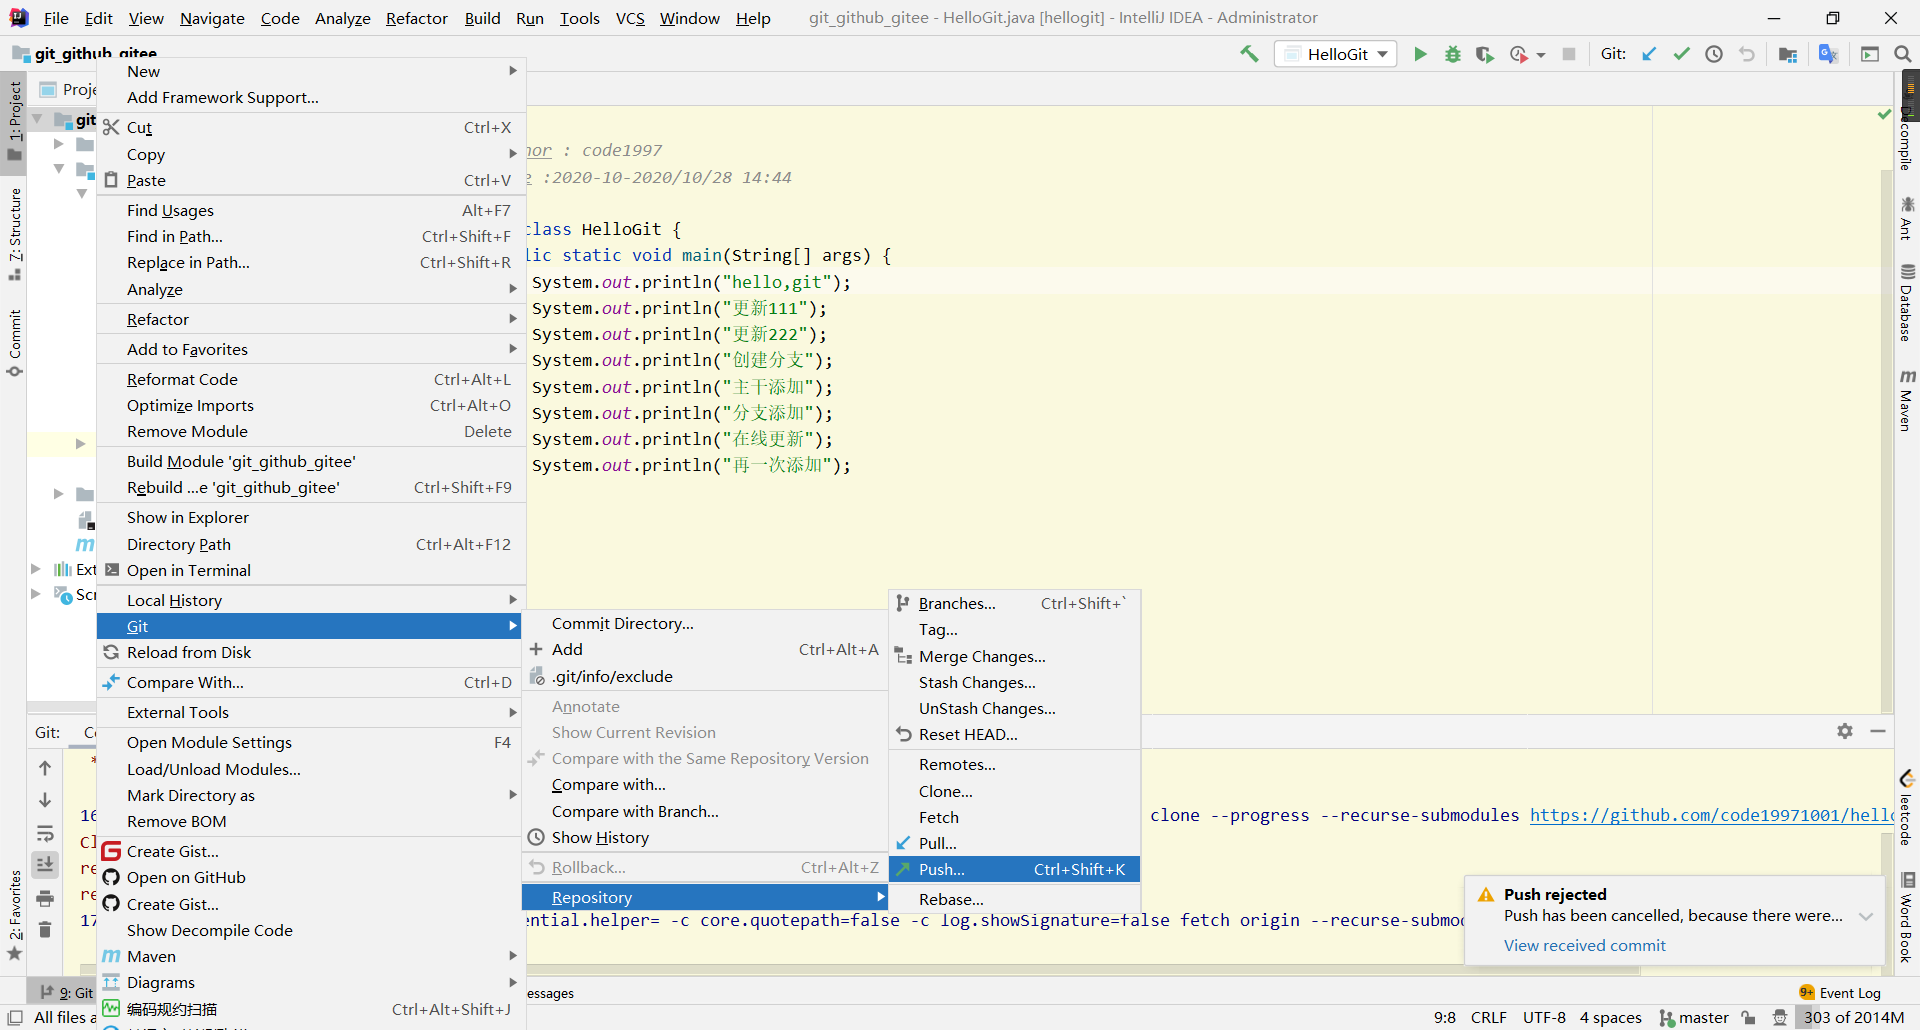 File Edit View Navigate Code Analyze Refactor Build Run Tools VCS Window Help git_github_gitee - HelloGit.java [hellogit] - IntelliJ IDEA - Administrator
git_github_gitee HelloGit Git:
1: Project
7: Structure
Commit
2: Favorites
Proje
git
Ext
Scr
New
Add Framework Support...
Cut Ctrl+X
Copy
Paste Ctrl+V
Find Usages Alt+F7
Find in Path... Ctrl+Shift+F
Replace in Path... Ctrl+Shift+R
Analyze
Refactor
Add to Favorites
Reformat Code Ctrl+Alt+L
Optimize Imports Ctrl+Alt+O
Remove Module Delete
Build Module 'git_github_gitee'
Rebuild ...e 'git_github_gitee' Ctrl+Shift+F9
Show in Explorer
Directory Path Ctrl+Alt+F12
Open in Terminal
Local History
Git
Reload from Disk
Compare With... Ctrl+D
External Tools
Open Module Settings F4
Load/Unload Modules...
Mark Directory as
Remove BOM
Create Gist...
Open on GitHub
Create Gist...
Show Decompile Code
Maven
Diagrams
编码规约扫描 Ctrl+Alt+Shift+J
hor : code1997
e :2020-10-2020/10/28 14:44
class HelloGit {
lic static void main(String[] args) {
System.out.println("hello,git");
System.out.println("更新111");
System.out.println("更新222");
System.out.println("创建分支");
System.out.println("主干添加");
System.out.println("分支添加");
System.out.println("在线更新");
System.out.println("再一次添加");
Commit Directory...
Add Ctrl+Alt+A
.git/info/exclude
Annotate
Show Current Revision
Compare with the Same Repository Version
Compare with...
Compare with Branch...
Show History
Rollback... Ctrl+Alt+Z
Repository
Branches... Ctrl+Shift+`
Tag...
Merge Changes...
Stash Changes...
UnStash Changes...
Reset HEAD...
Remotes...
Clone...
Fetch
Pull...
Push... Ctrl+Shift+K
Rebase...
Decompile
Ant
Database
Maven
leetcode
Word Book
Git: Co
*
16 clone --progress --recurse-submodules https://github.com/code19971001/hello
Cl
re
re
17 ential.helper= -c core.quotepath=false -c log.showSignature=false fetch origin --recurse-submo
Push rejected
Push has been cancelled, because there were...
View received commit
9: Git essages Event Log
All files a 9:8 CRLF UTF-8 4 spaces master 303 of 2014M